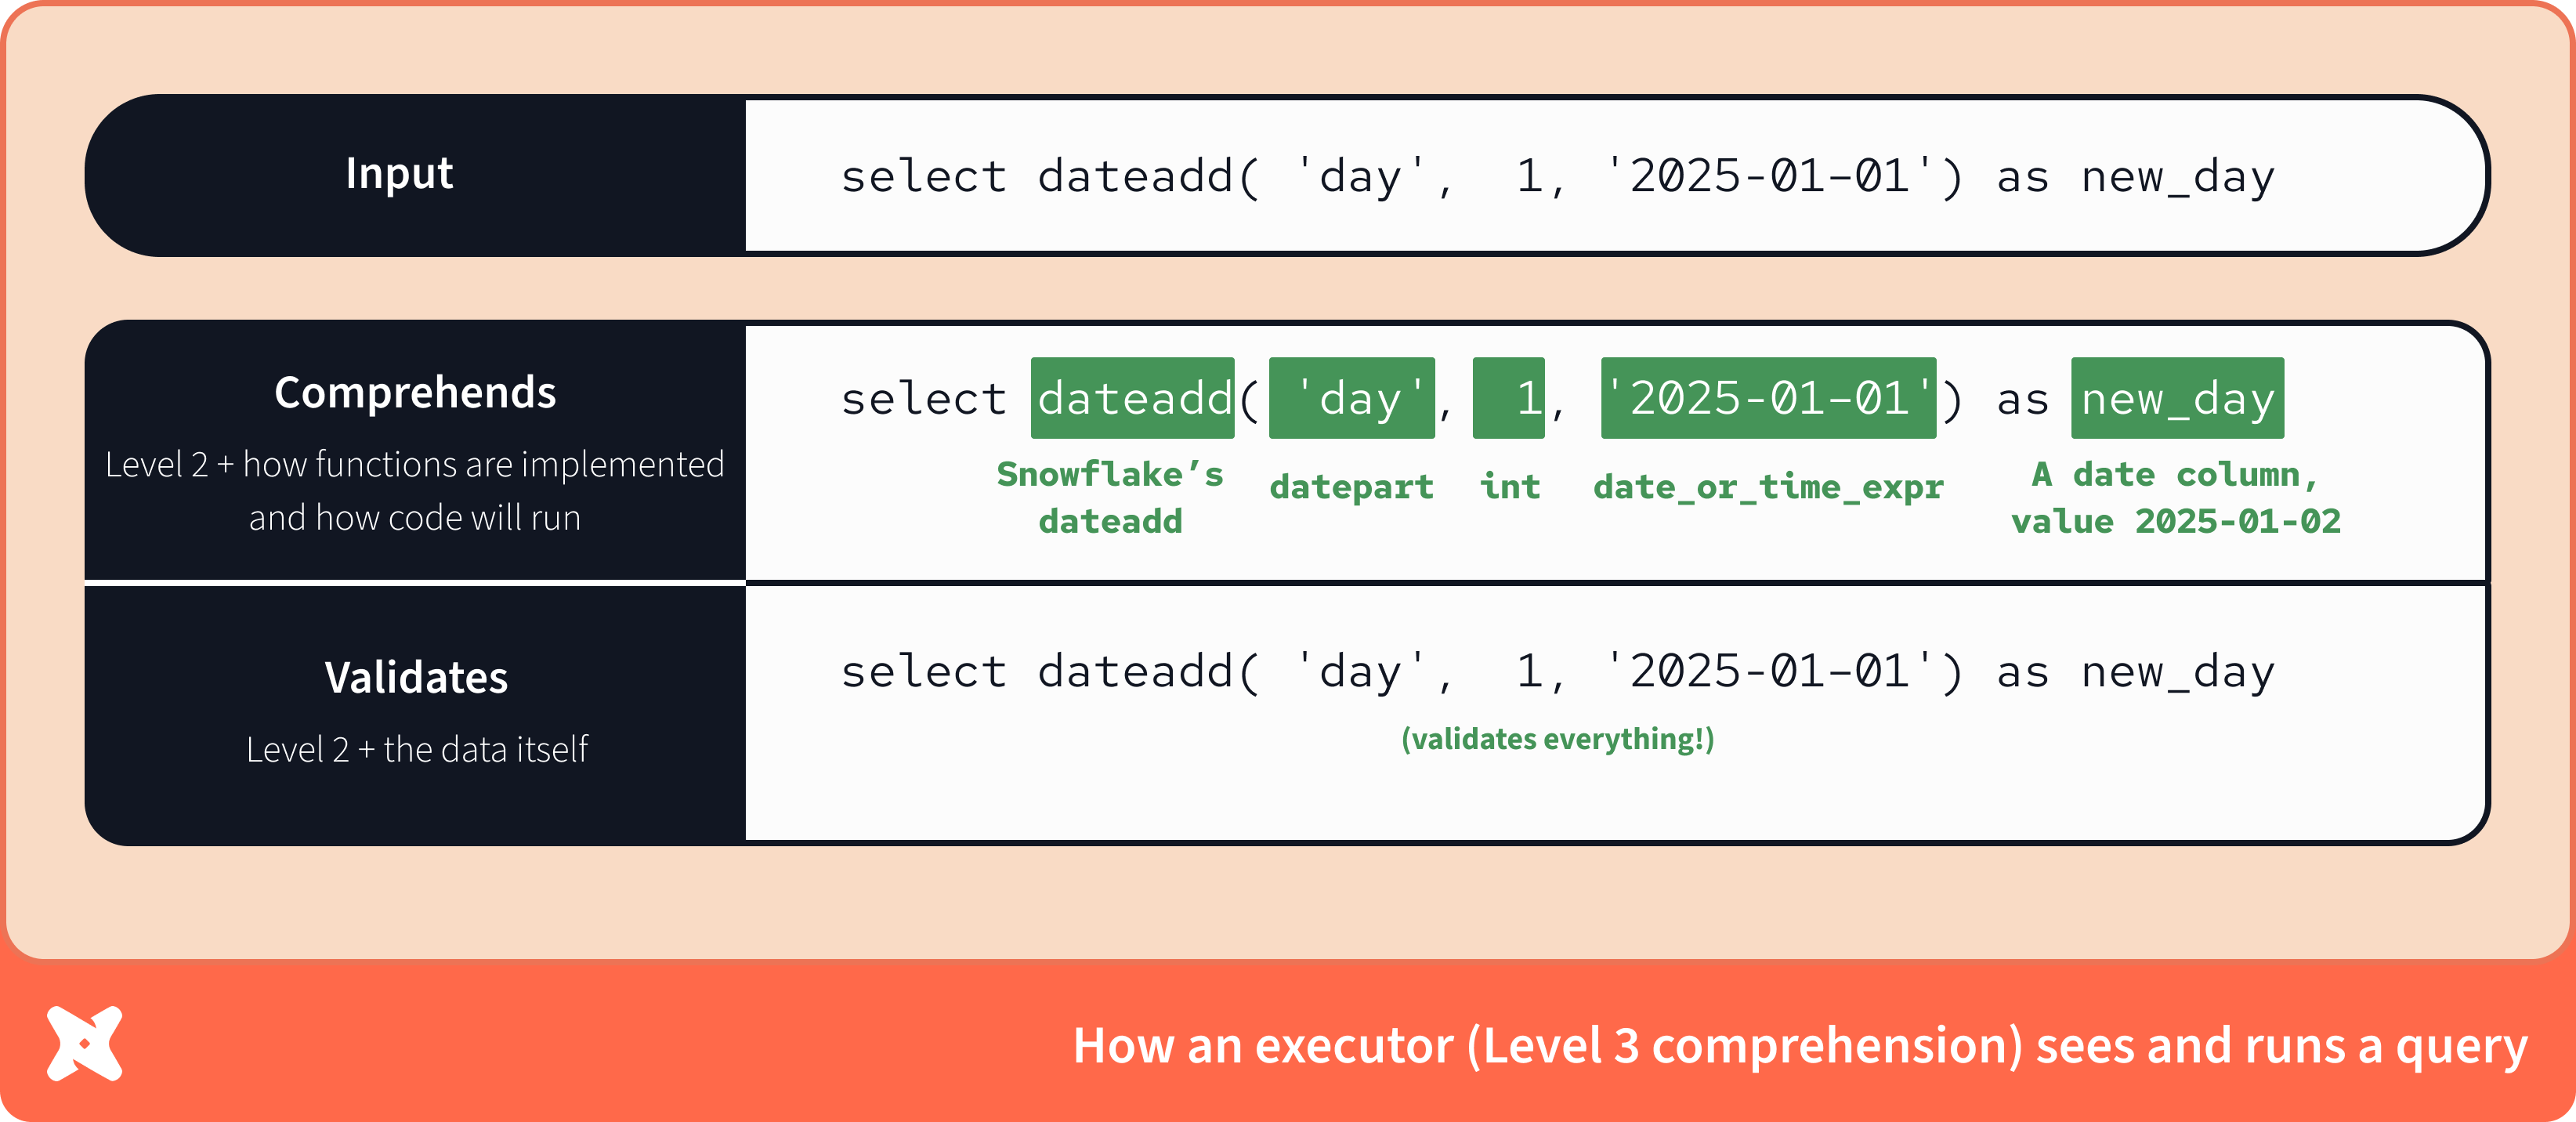 Input
select dateadd( 'day',  1, '2025-01-01') as new_day
Comprehends
Level 2 + how functions are implemented
and how code will run
select dateadd( 'day',  1, '2025-01-01') as new_day
Snowflake’s
dateadd
datepart
int
date_or_time_expr
A date column,
value 2025-01-02
Validates
Level 2 + the data itself
select dateadd( 'day',  1, '2025-01-01') as new_day
(validates everything!)
How an executor (Level 3 comprehension) sees and runs a query